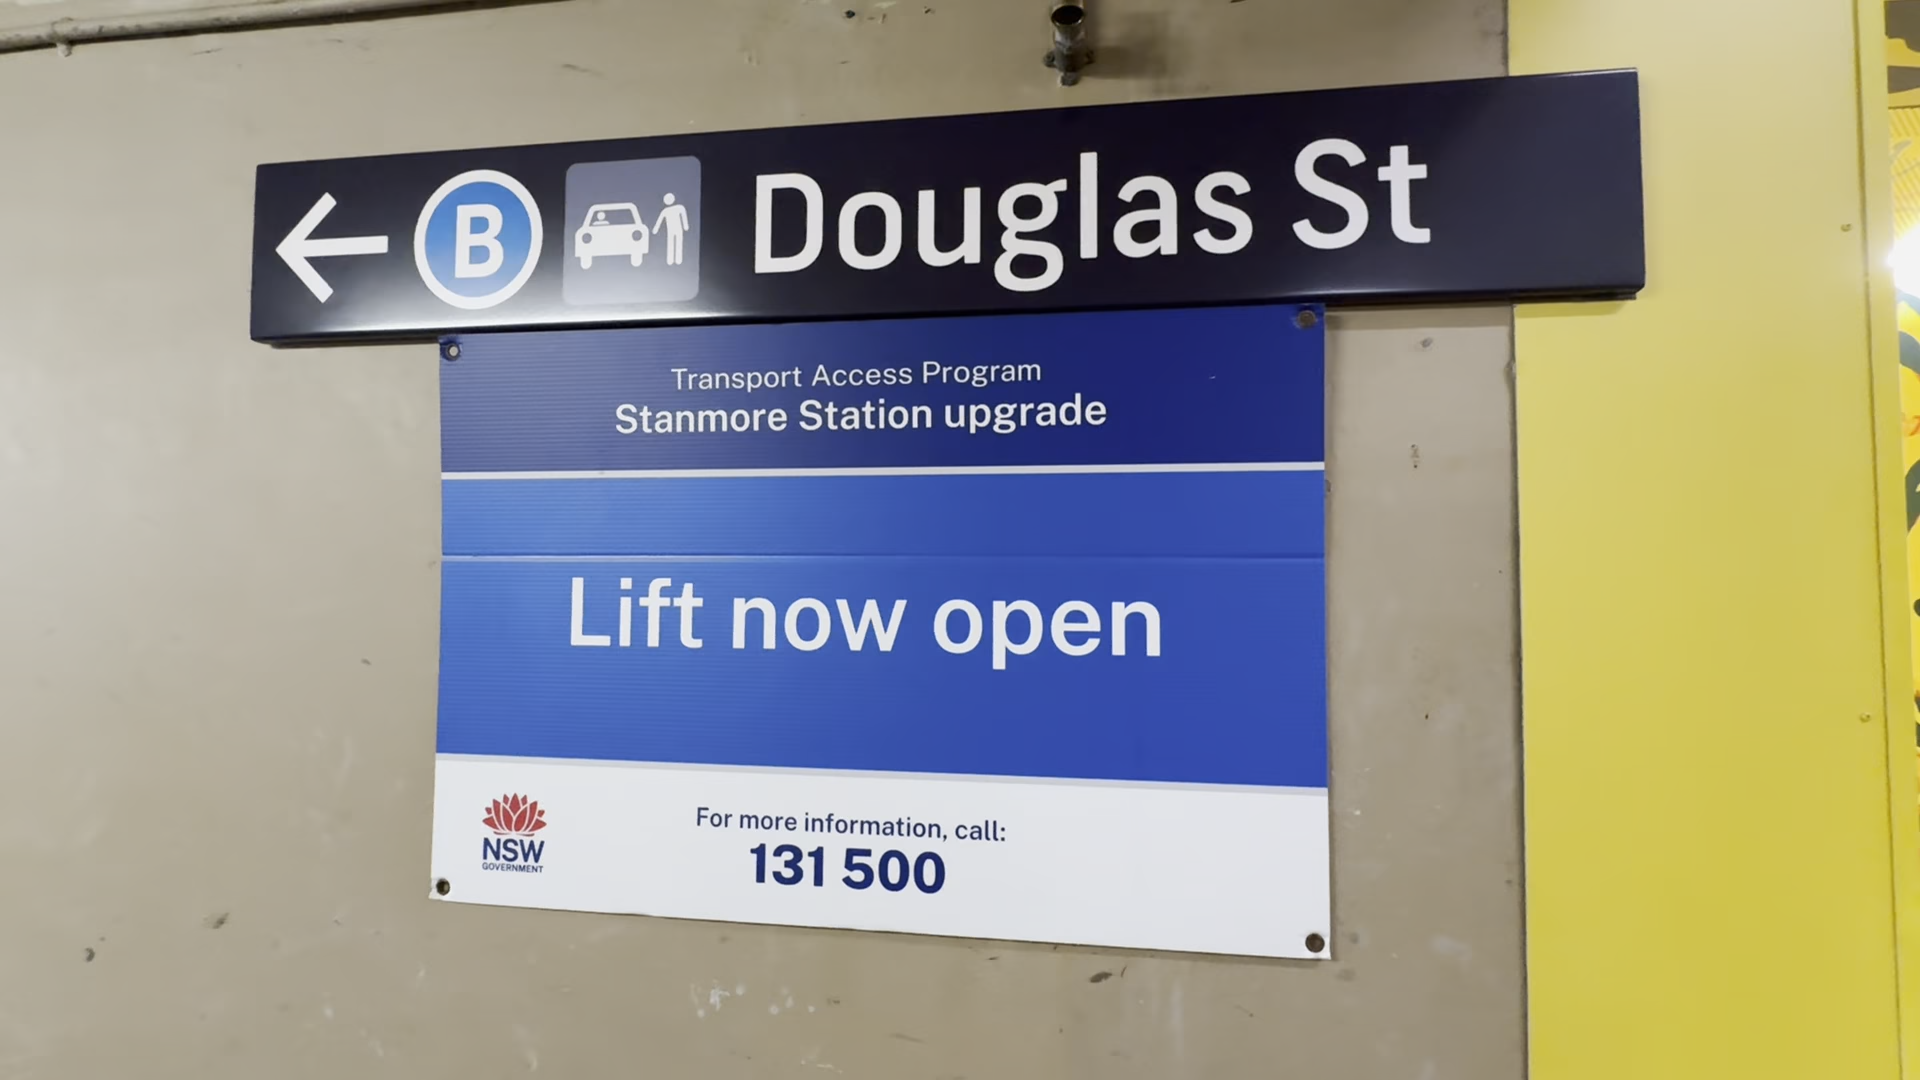 B Douglas St
Transport Access Program
Stanmore Station upgrade
Lift now open
For more information, call:
131 500
NSW
GOVERNMENT